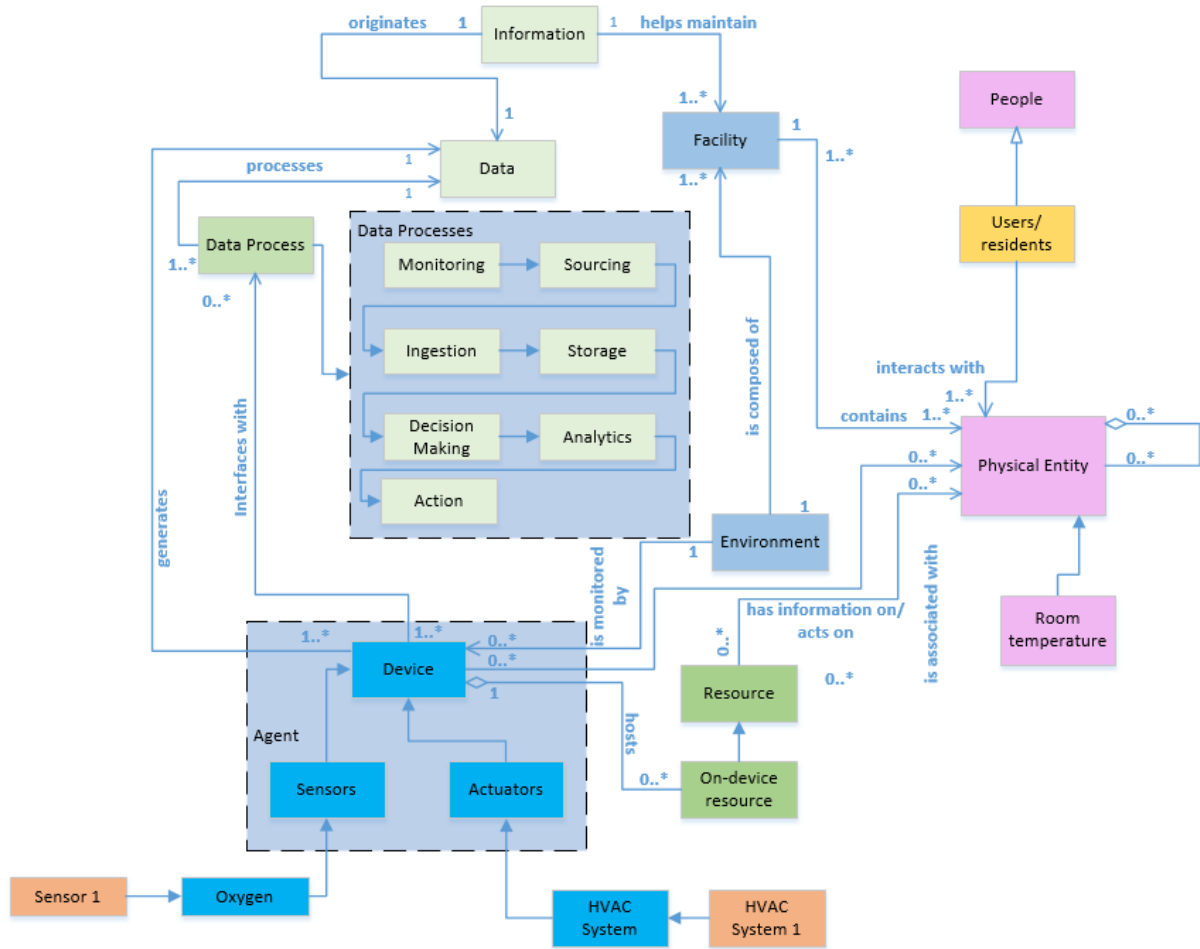 originates
1
Information
1
helps maintain
1
1..*
People
Facility
1
1..*
processes
1
Data
1
1..*
Data Process
1..*
0..*
Data Processes
Monitoring
Sourcing
Users/
residents
Ingestion
Storage
is composed of
interacts with
1..*
contains
1..*
0..*
Decision
Making
Analytics
Physical Entity
0..*
0..*
0..*
Action
Interfaces with
generates
1
Environment
1
is monitored
by
has information on/
acts on
is associated with
Room
temperature
1..*
1..*
0..*
0..*
Device
1
0..*
0..*
Resource
Agent
hosts
0..*
On-device
resource
Sensors
Actuators
Sensor 1
Oxygen
HVAC
System
HVAC
System 1